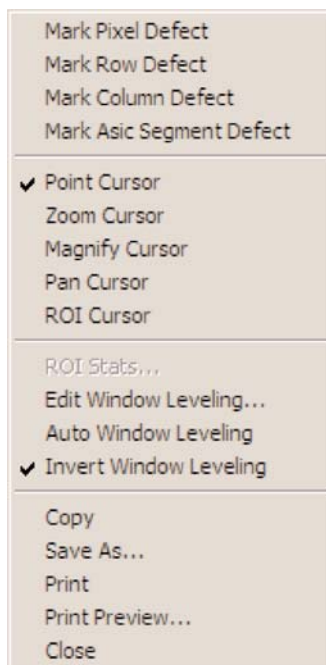 Mark Pixel Defect
Mark Row Defect
Mark Column Defect
Mark Asic Segment Defect
Point Cursor
Zoom Cursor
Magnify Cursor
Pan Cursor
ROI Cursor
ROI Stats...
Edit Window Leveling...
Auto Window Leveling
Invert Window Leveling
Copy
Save As...
Print
Print Preview...
Close